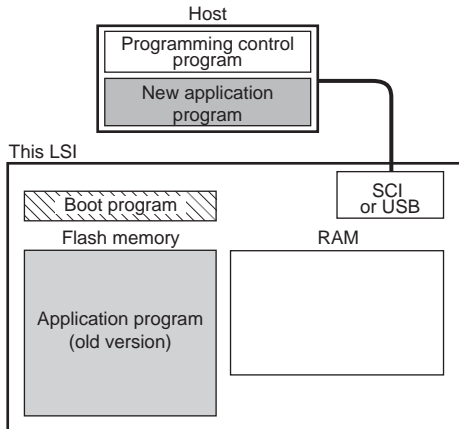 Host
Programming control
program
New application
program
This LSI
SCI
or USB
Boot program
Flash memory
RAM
Application program
(old version)